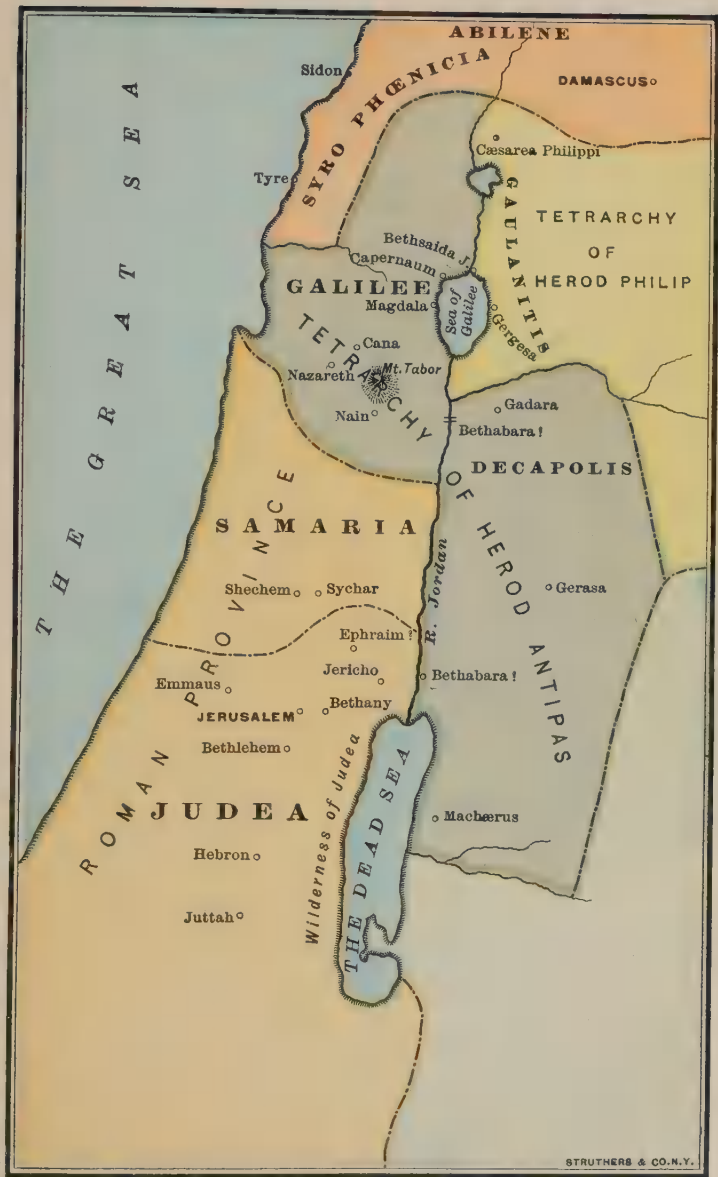 ABILENE
Sidon
DAMASCUS
SYRO PHŒNICIA
Cæsarea Philippi
Tyre
GAULANITIS
TETRARCHY
OF
HEROD PHILIP
THE GREAT SEA
Bethsaida J.
Capernaum
GALILEE
Magdala
Sea of
Galilee
Gergesa
Cana
Nazareth
Mt. Tabor
Nain
Gadara
Bethabara!
TETRARCHY OF HEROD ANTIPAS
DECAPOLIS
SAMARIA
R. Jordan
Shechem
Sychar
Gerasa
Ephraim?
Jericho
Bethabara!
Emmaus
JERUSALEM
Bethany
Bethlehem
ROMAN PROVINCE
JUDEA
Wilderness of Judea
THE DEAD SEA
Machærus
Hebron
Juttah
STRUTHERS & CO.N.Y.